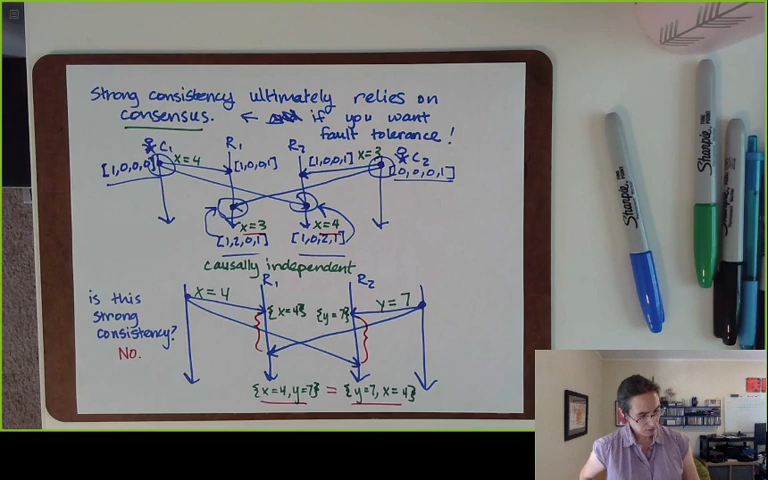 Strong consistency ultimately relies on
consensus. ← if you want
fault tolerance!
C1 R1 R2 C2
[1,0,0,0] x=4 [1,0,0,1] [1,0,0,1] x=3 [0,0,0,1]
x=3 x=4
[1,2,0,1] [1,0,2,1]
causally independent
R1 R2
is this
strong
consistency?
No.
x=4 {x=4} {y=7} y=7
{x=4, y=7} = {y=7, x=4}
Sharpie
Sharpie
Sharpie